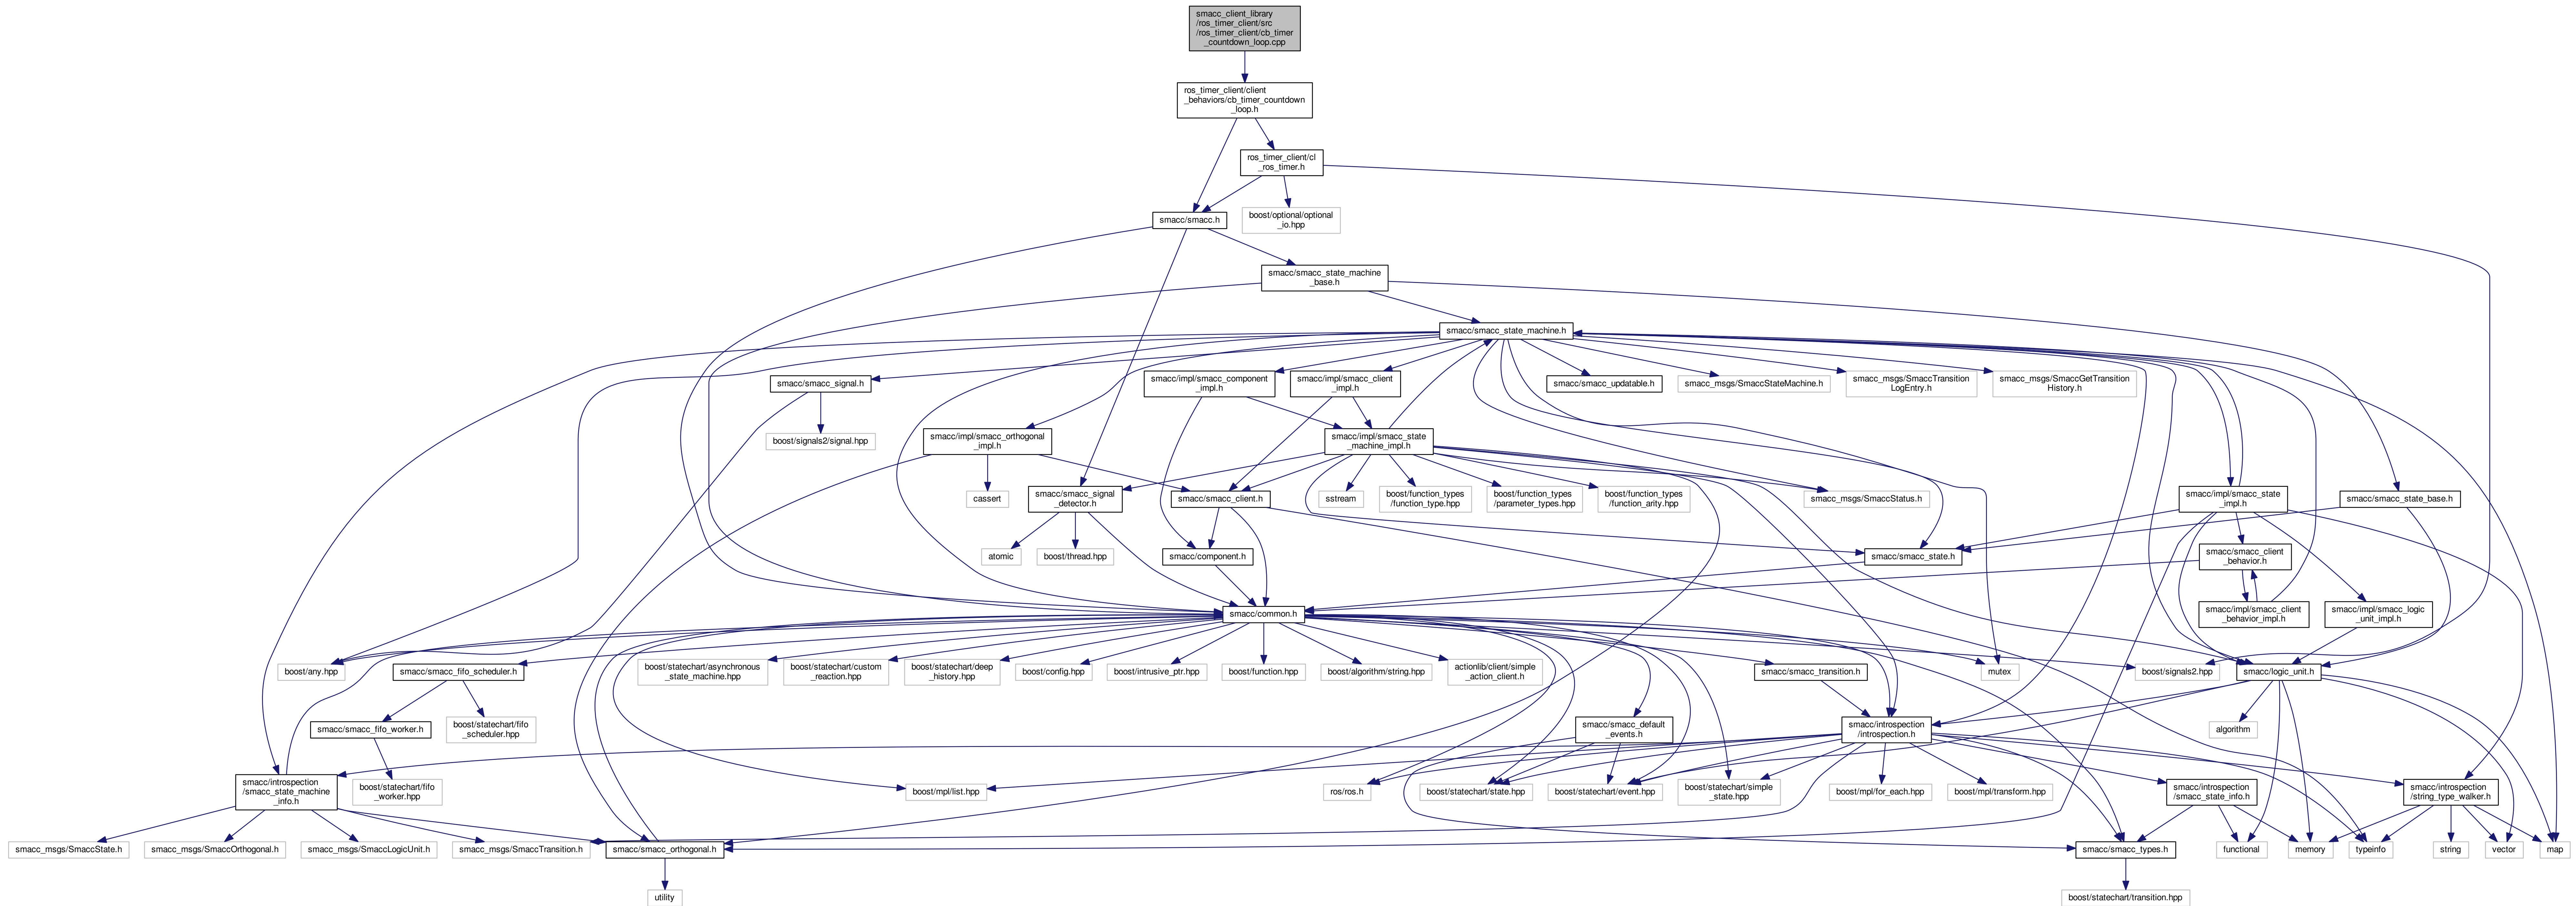 smacc_client_library
/ros_timer_client/src
/ros_timer_client/cb_timer
_countdown_loop.cpp
ros_timer_client/client
_behaviors/cb_timer_countdown
_loop.h
ros_timer_client/cl
_ros_timer.h
smacc/smacc.h
boost/optional/optional
_io.hpp
smacc/smacc_state_machine
_base.h
smacc/smacc_state_machine.h
smacc/smacc_signal.h
smacc/impl/smacc_component
_impl.h
smacc/impl/smacc_client
_impl.h
smacc/smacc_updatable.h
smacc_msgs/SmaccStateMachine.h
smacc_msgs/SmaccTransition
LogEntry.h
smacc_msgs/SmaccGetTransition
History.h
boost/signals2/signal.hpp
smacc/impl/smacc_orthogonal
_impl.h
smacc/impl/smacc_state
_machine_impl.h
cassert
smacc/smacc_signal
_detector.h
smacc/smacc_client.h
sstream
boost/function_types
/function_type.hpp
boost/function_types
/parameter_types.hpp
boost/function_types
/function_arity.hpp
smacc_msgs/SmaccStatus.h
smacc/impl/smacc_state
_impl.h
smacc/smacc_state_base.h
atomic
boost/thread.hpp
smacc/component.h
smacc/smacc_state.h
smacc/smacc_client
_behavior.h
smacc/common.h
smacc/impl/smacc_client
_behavior_impl.h
smacc/impl/smacc_logic
_unit_impl.h
boost/any.hpp
smacc/smacc_fifo_scheduler.h
boost/statechart/asynchronous
_state_machine.hpp
boost/statechart/custom
_reaction.hpp
boost/statechart/deep
_history.hpp
boost/config.hpp
boost/intrusive_ptr.hpp
boost/function.hpp
boost/algorithm/string.hpp
actionlib/client/simple
_action_client.h
smacc/smacc_transition.h
mutex
boost/signals2.hpp
smacc/logic_unit.h
smacc/smacc_fifo_worker.h
boost/statechart/fifo
_scheduler.hpp
smacc/smacc_default
_events.h
smacc/introspection
/introspection.h
algorithm
smacc/introspection
/smacc_state_machine
_info.h
boost/statechart/fifo
_worker.hpp
boost/mpl/list.hpp
ros/ros.h
boost/statechart/state.hpp
boost/statechart/event.hpp
boost/statechart/simple
_state.hpp
boost/mpl/for_each.hpp
boost/mpl/transform.hpp
smacc/introspection
/smacc_state_info.h
smacc/introspection
/string_type_walker.h
smacc_msgs/SmaccState.h
smacc_msgs/SmaccOrthogonal.h
smacc_msgs/SmaccLogicUnit.h
smacc_msgs/SmaccTransition.h
smacc/smacc_orthogonal.h
smacc/smacc_types.h
functional
memory
typeinfo
string
vector
map
utility
boost/statechart/transition.hpp